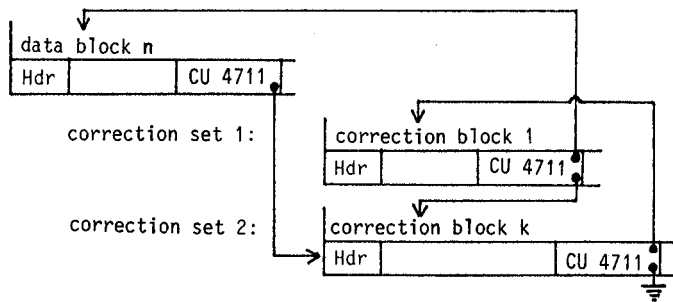 data block n
Hdr CU 4711
correction set 1: correction block 1
Hdr CU 4711
correction set 2: correction block k
Hdr CU 4711